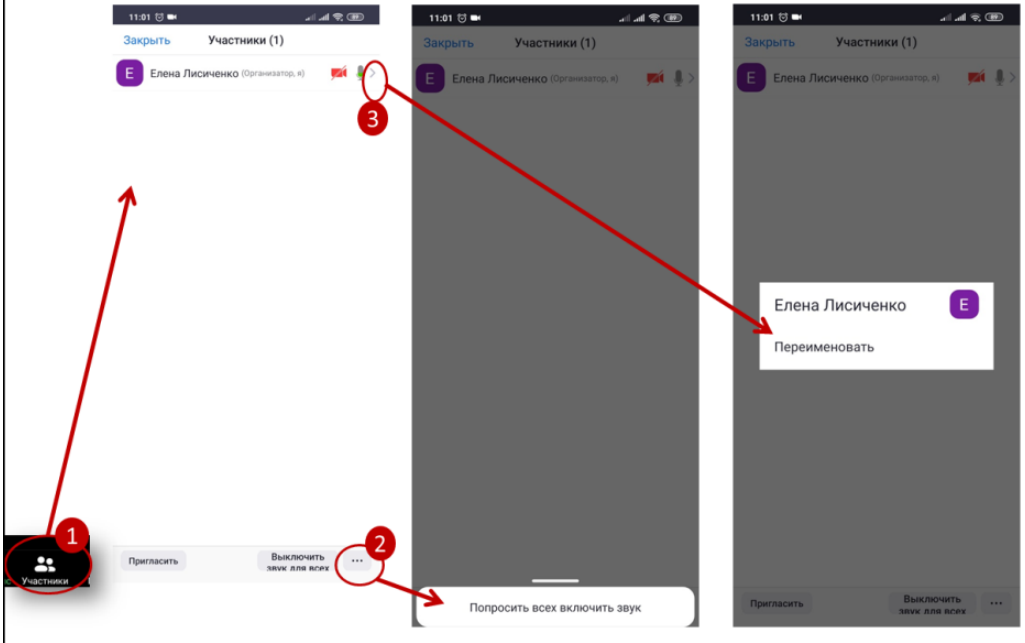 11:01
Закрыть Участники (1)
E Елена Лисиченко (Организатор, я)
3
Пригласить
Выключить
звук для всех
...
2
1
Участники
11:01
Закрыть Участники (1)
E Елена Лисиченко (Организатор, я)
Попросить всех включить звук
11:01
Закрыть Участники (1)
E Елена Лисиченко (Организатор, я)
Елена Лисиченко E
Переименовать
Пригласить
Выключить
звук для всех
...